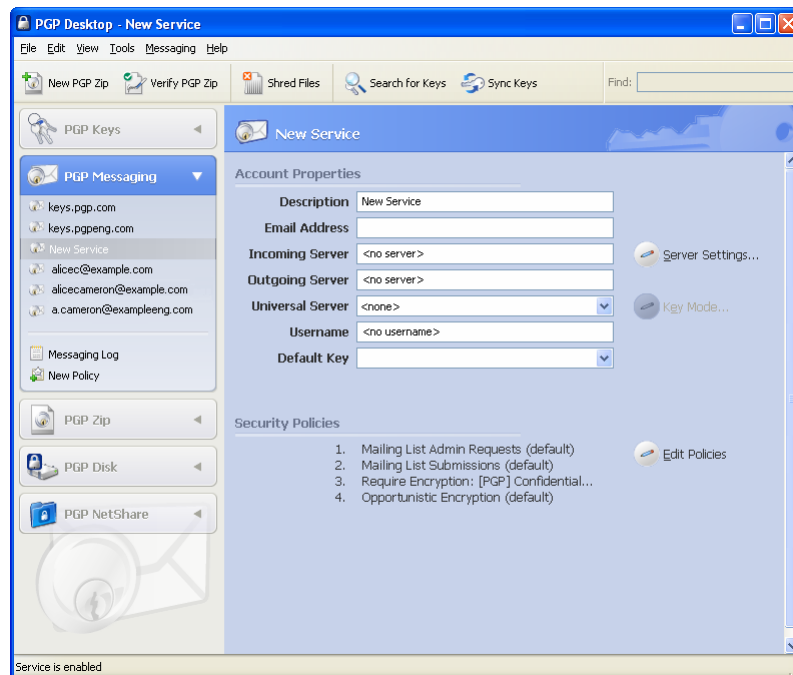 PGP Desktop - New Service
File Edit View Tools Messaging Help
New PGP Zip Verify PGP Zip Shred Files Search for Keys Sync Keys Find:
PGP Keys
New Service
PGP Messaging
keys.pgp.com
keys.pgpeng.com
New Service
alicec@example.com
alicecameron@example.com
a.cameron@exampleeng.com
Messaging Log
New Policy
PGP Zip
PGP Disk
PGP NetShare
Account Properties
Description New Service
Email Address
Incoming Server <no server> Server Settings...
Outgoing Server <no server>
Universal Server <none> Key Mode...
Username <no username>
Default Key
Security Policies
1. Mailing List Admin Requests (default) Edit Policies
2. Mailing List Submissions (default)
3. Require Encryption: [PGP] Confidential...
4. Opportunistic Encryption (default)
Service is enabled